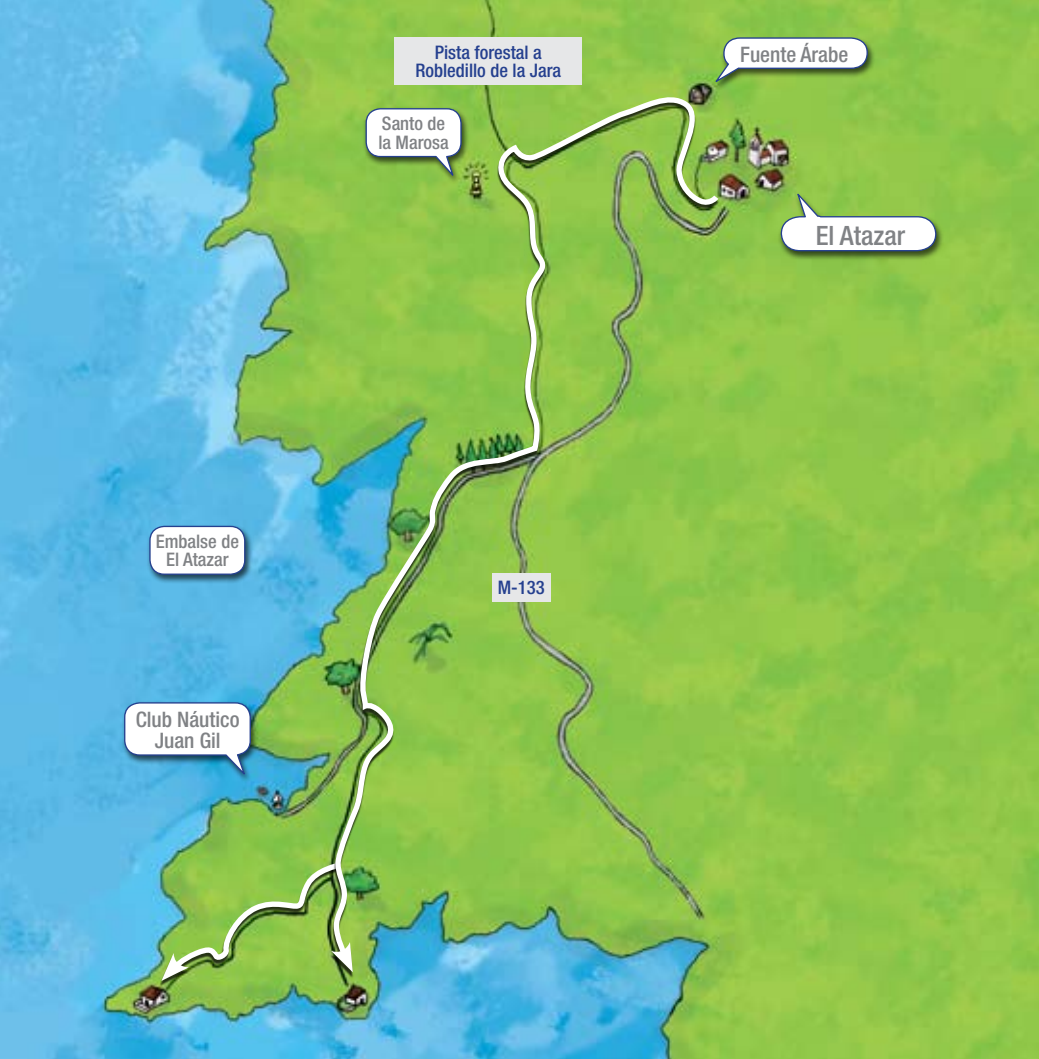 Pista forestal a
Robledillo de la Jara
Fuente Árabe
Santo de
la Marosa
El Atazar
Embalse de
El Atazar
M-133
Club Náutico
Juan Gil